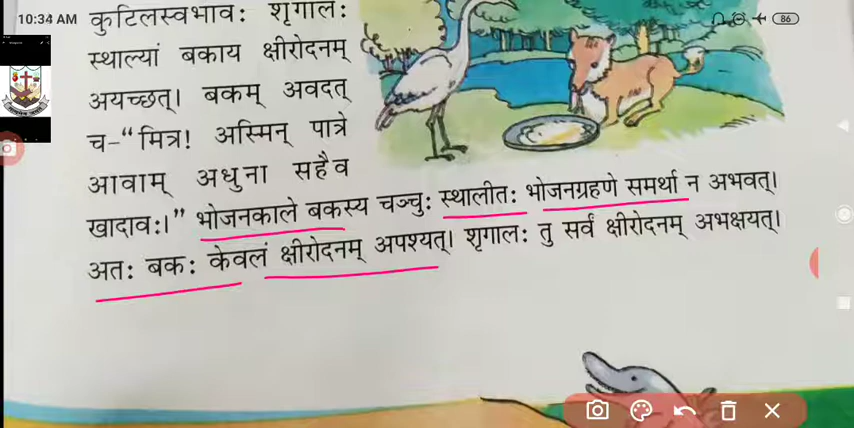 10:34 AM
86
कुटिलस्वभावः शृगालः
स्थाल्यां बकाय क्षीरोदनम्
अयच्छत्। बकम् अवदत्
च-“मित्र! अस्मिन् पात्रे
आवाम् अधुना सहैव
खादावः।” भोजनकाले बकस्य चञ्चुः स्थालीतः भोजनग्रहणे समर्था न अभवत्।
अतः बकः केवलं क्षीरोदनम् अपश्यत्। शृगालः तु सर्वं क्षीरोदनम् अभक्षयत्।